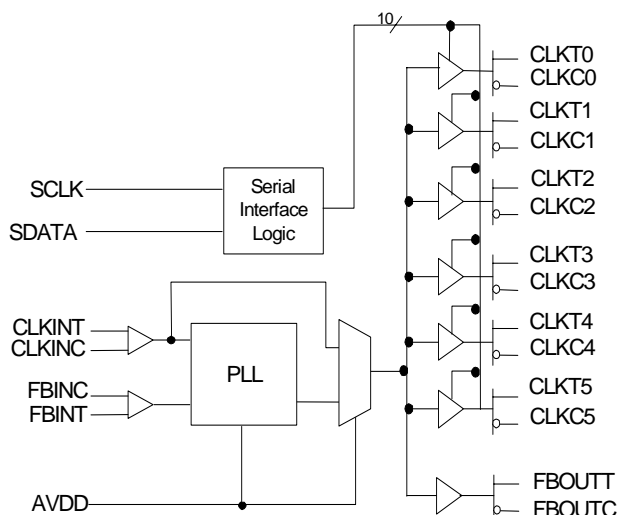 10
CLKT0
CLKC0
CLKT1
CLKC1
CLKT2
CLKC2
CLKT3
CLKC3
CLKT4
CLKC4
CLKT5
CLKC5
FBOUTT
FBOUTC
SCLK
SDATA
Serial
Interface
Logic
CLKINT
CLKINC
FBINC
FBINT
PLL
AVDD